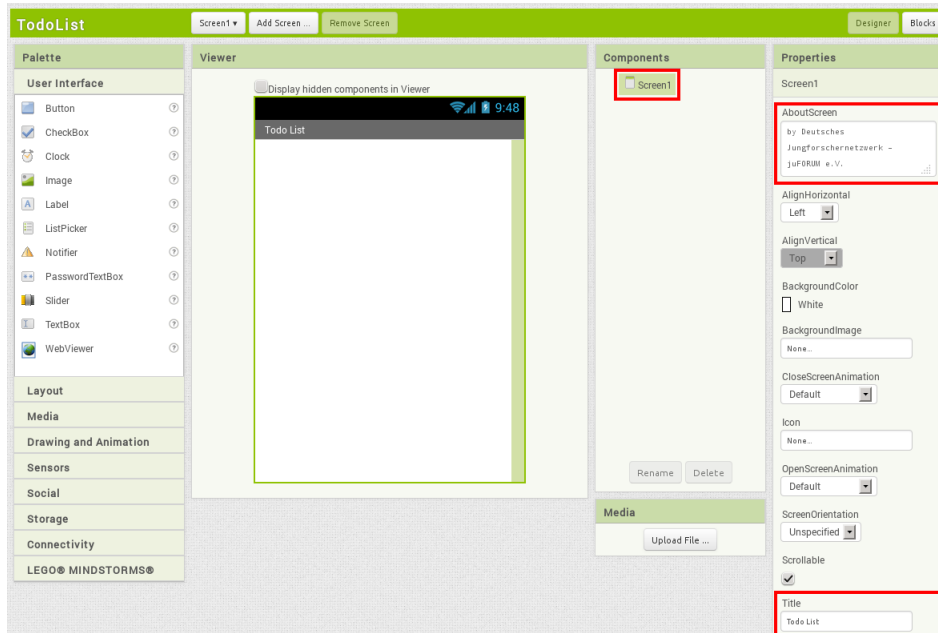 TodoList
Screen1 ▾
Add Screen ...
Remove Screen
Designer
Blocks
Palette
User Interface
Button
CheckBox
Clock
Image
Label
ListPicker
Notifier
PasswordTextBox
Slider
TextBox
WebViewer
Layout
Media
Drawing and Animation
Sensors
Social
Storage
Connectivity
LEGO® MINDSTORMS®
Viewer
Display hidden components in Viewer
9:48
Todo List
Components
Screen1
Rename
Delete
Media
Upload File ...
Properties
Screen1
AboutScreen
by Deutsches
Jungforschernetzwerk –
juFORUM e.V.
AlignHorizontal
Left
AlignVertical
Top
BackgroundColor
White
BackgroundImage
None…
CloseScreenAnimation
Default
Icon
None…
OpenScreenAnimation
Default
ScreenOrientation
Unspecified
Scrollable
Title
Todo List